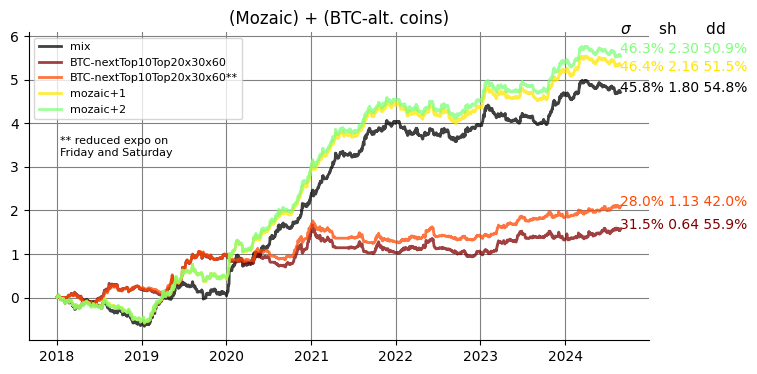 (Mozaic) + (BTC-alt. coins)
σ sh dd
46.3% 2.30 50.9%
46.4% 2.16 51.5%
45.8% 1.80 54.8%
28.0% 1.13 42.0%
31.5% 0.64 55.9%
mix
BTC-nextTop10Top20x30x60
BTC-nextTop10Top20x30x60**
mozaic+1
mozaic+2
** reduced expo on
Friday and Saturday
6
5
4
3
2
1
0
2018 2019 2020 2021 2022 2023 2024